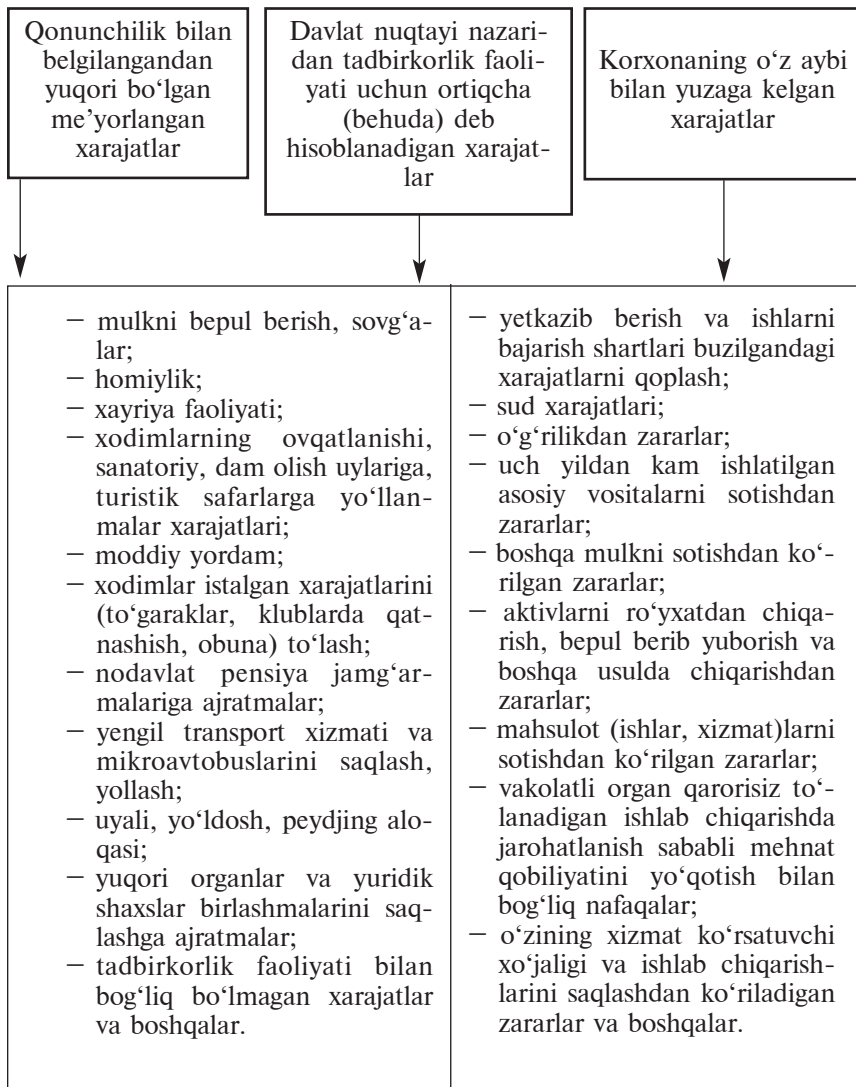 Qonunchilik bilan
belgilangandan
yuqori bo‘lgan
me’yorlangan
xarajatlar
Davlat nuqtayi nazari-
dan tadbirkorlik faoli-
yati uchun ortiqcha
(behuda) deb
hisoblanadigan xarajat-
lar
Korxonaning o‘z aybi
bilan yuzaga kelgan
xarajatlar
– mulkni bepul berish, sovg‘a-
lar;
– homiylik;
– xayriya faoliyati;
– xodimlarning ovqatlanishi,
sanatoriy, dam olish uylariga,
turistik safarlarga yo‘llan-
malar xarajatlari;
– moddiy yordam;
– xodimlar istalgan xarajatlarini
(to‘garaklar, klublarda qat-
nashish, obuna) to‘lash;
– nodavlat pensiya jamg‘ar-
malariga ajratmalar;
– yengil transport xizmati va
mikroavtobuslarini saqlash,
yollash;
– uyali, yo‘ldosh, peydjing alo-
qasi;
– yuqori organlar va yuridik
shaxslar birlashmalarini saq-
lashga ajratmalar;
– tadbirkorlik faoliyati bilan
bog‘liq bo‘lmagan xarajatlar
va boshqalar.
– yetkazib berish va ishlarni
bajarish shartlari buzilgandagi
xarajatlarni qoplash;
– sud xarajatlari;
– o‘g‘rilikdan zararlar;
– uch yildan kam ishlatilgan
asosiy vositalarni sotishdan
zararlar;
– boshqa mulkni sotishdan ko‘-
rilgan zararlar;
– aktivlarni ro‘yxatdan chiqa-
rish, bepul berib yuborish va
boshqa usulda chiqarishdan
zararlar;
– mahsulot (ishlar, xizmat)larni
sotishdan ko‘rilgan zararlar;
– vakolatli organ qarorisiz to‘-
lanadigan ishlab chiqarishda
jarohatlanish sababli mehnat
qobiliyatini yo‘qotish bilan
bog‘liq nafaqalar;
– o‘zining xizmat ko‘rsatuvchi
xo‘jaligi va ishlab chiqarish-
larini saqlashdan ko‘riladigan
zararlar va boshqalar.